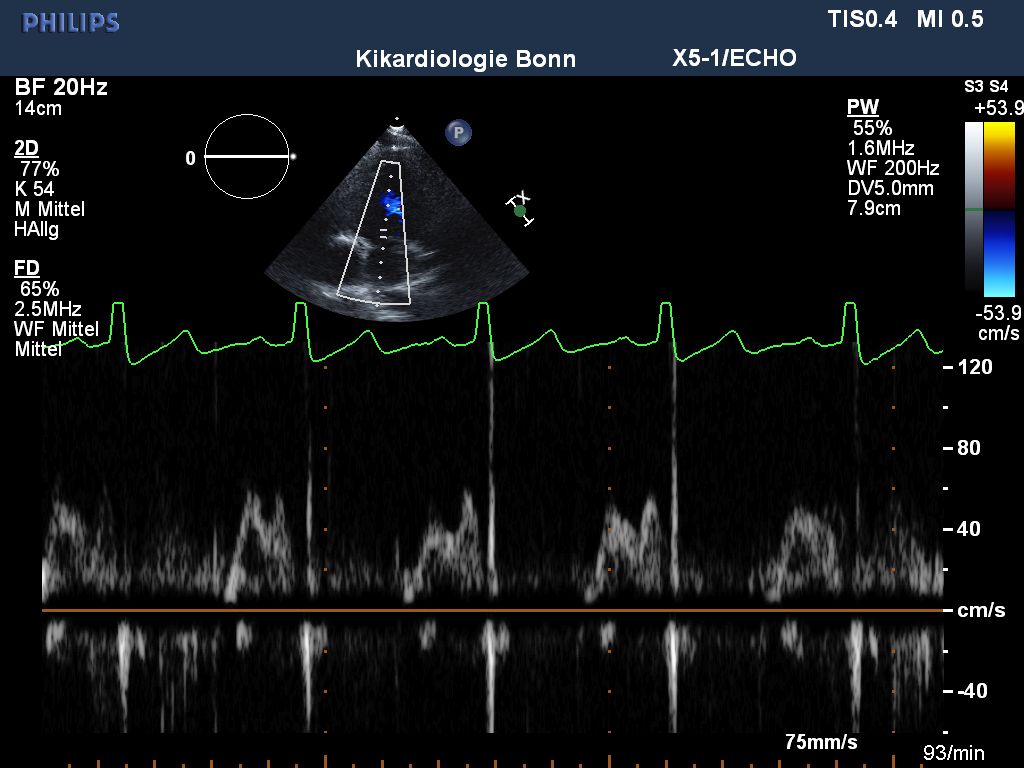 PHILIPS
TIS0.4 MI 0.5
Kikardiologie Bonn X5-1/ECHO
BF 20Hz
14cm
2D
77%
K 54
M Mittel
HAllg
FD
65%
2.5MHz
WF Mittel
Mittel
0
P
PW
55%
1.6MHz
WF 200Hz
DV5.0mm
7.9cm
S3 S4
+53.9
-53.9
cm/s
120
80
40
cm/s
-40
75mm/s
93/min